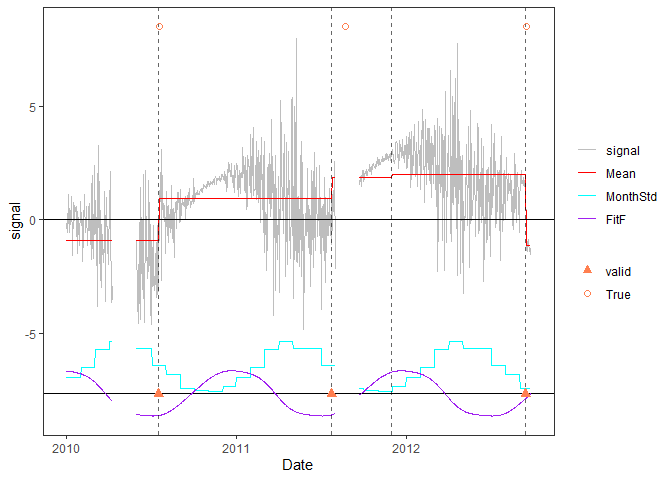 5
0
-5
signal
2010
2011
2012
Date
signal
Mean
MonthStd
FitF
valid
True